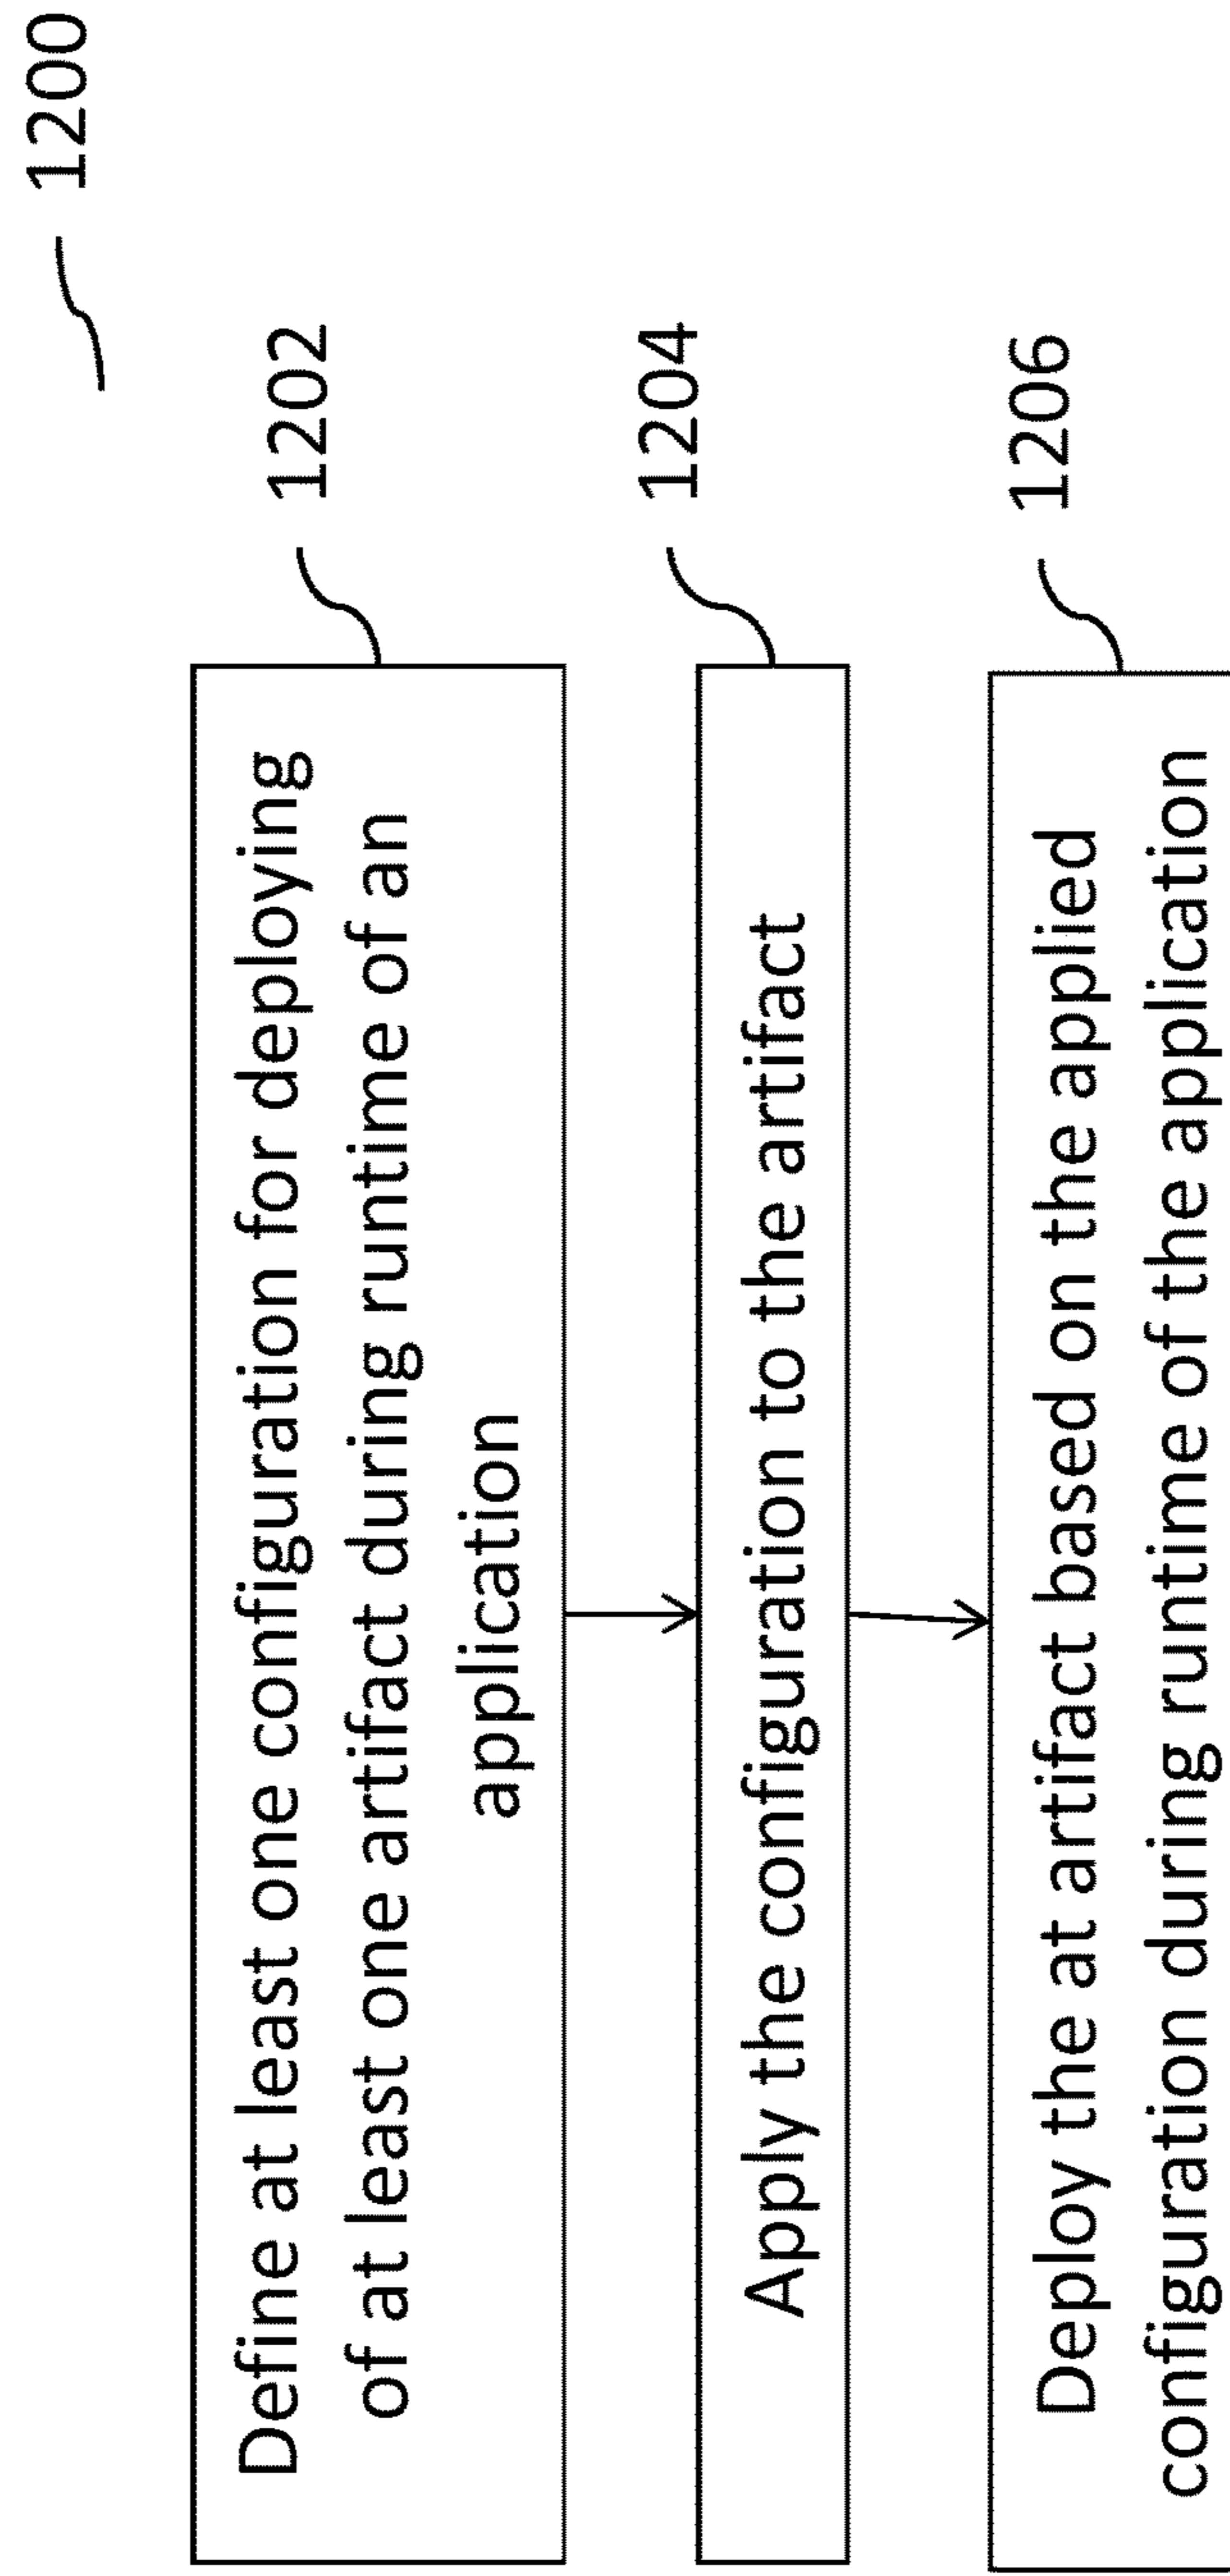 1200
Define at least one configuration for deploying
of at least one artifact during runtime of an
application
1202
Apply the configuration to the artifact
1204
Deploy the at artifact based on the applied
configuration during runtime of the application
1206